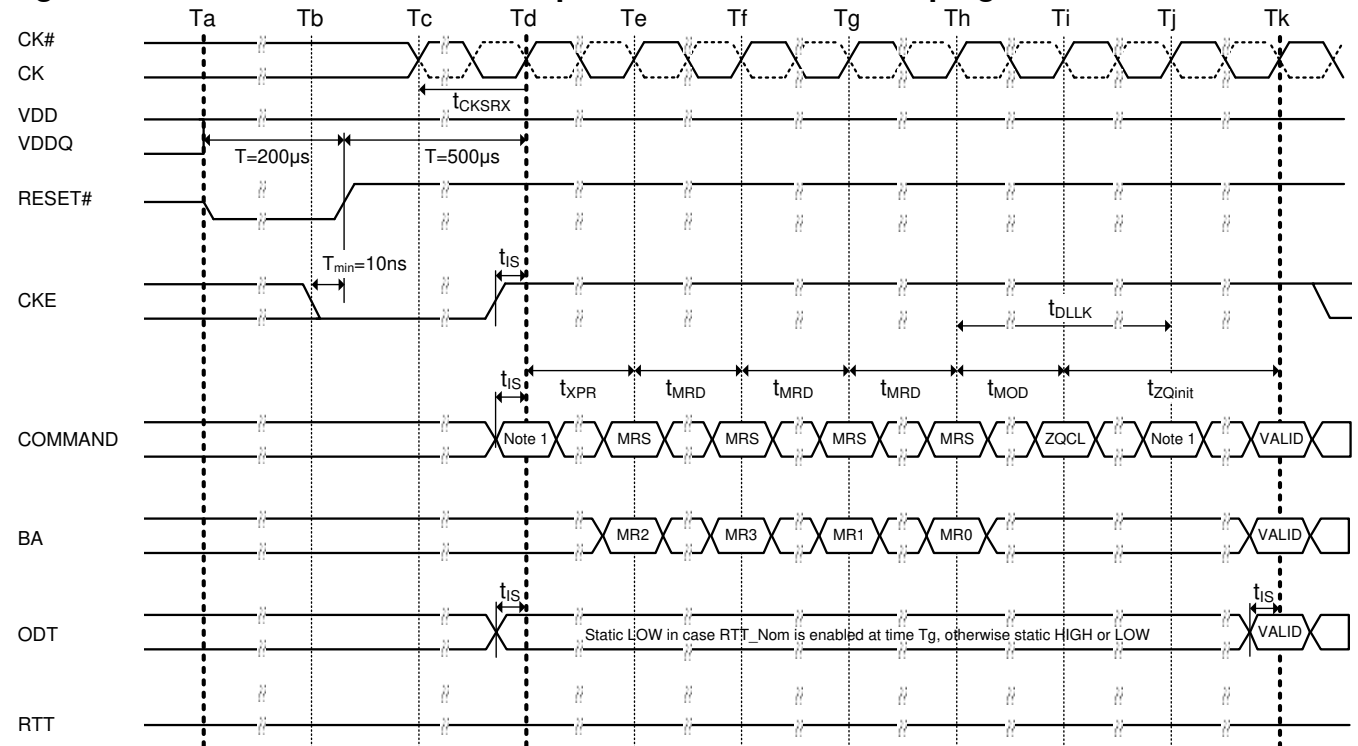 Ta Tb Tc Td Te Tf Tg Th Ti Tj Tk
CK#
CK
tCKSRX
VDD
VDDQ
T=200µs T=500µs
RESET#
Tmin=10ns
tIS
CKE
tDLLK
tIS tXPR tMRD tMRD tMRD tMOD tZQinit
COMMAND Note 1 MRS MRS MRS MRS ZQCL Note 1 VALID
BA MR2 MR3 MR1 MR0 VALID
tIS tIS
ODT Static LOW in case RTT_Nom is enabled at time Tg, otherwise static HIGH or LOW VALID
RTT